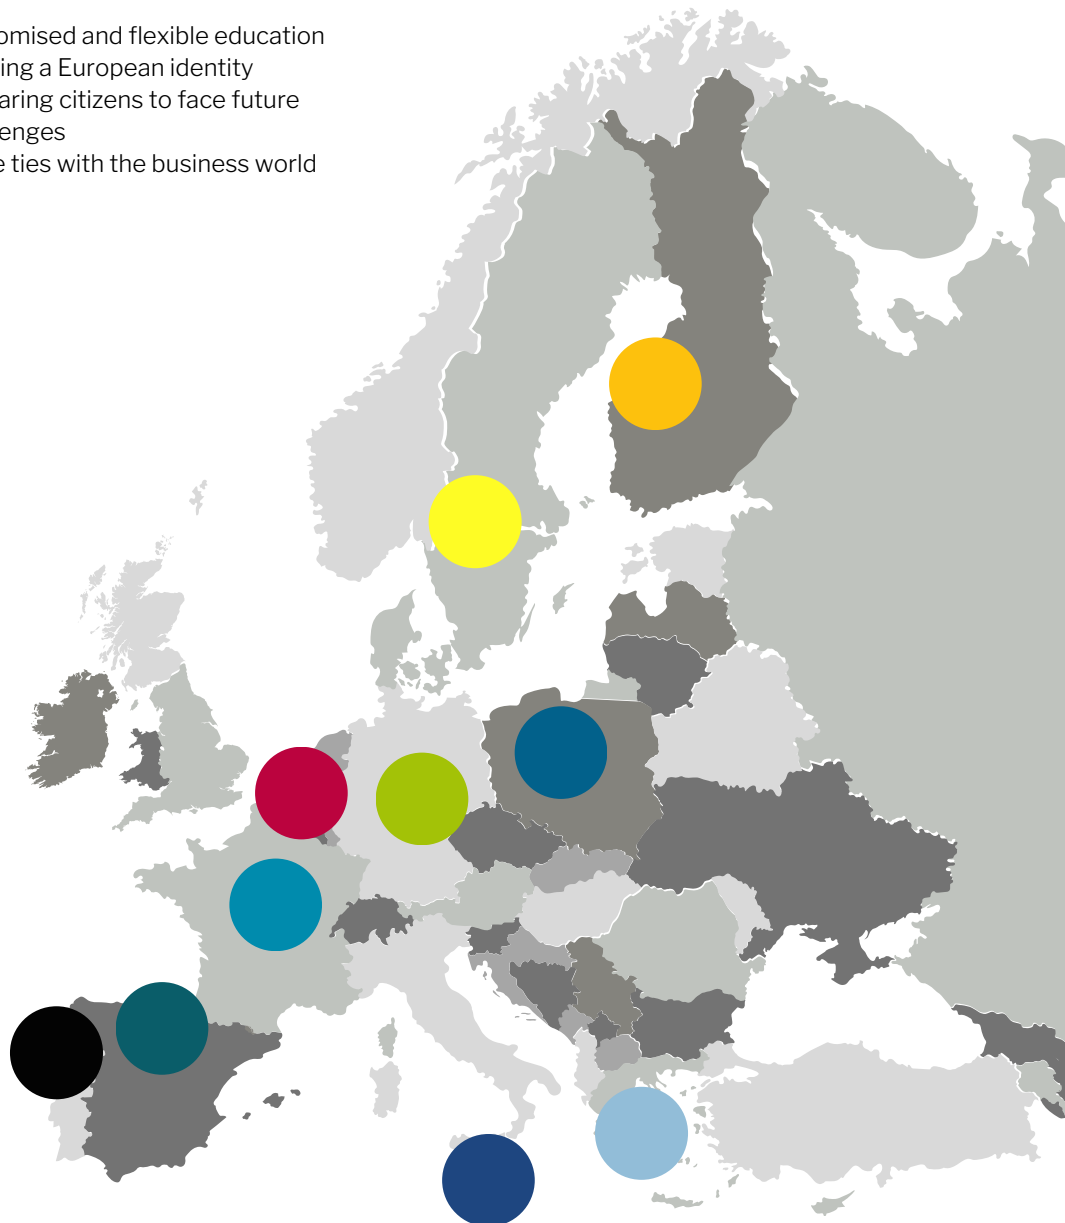 omised and flexible education
ing a European identity
aring citizens to face future
enges
e ties with the business world